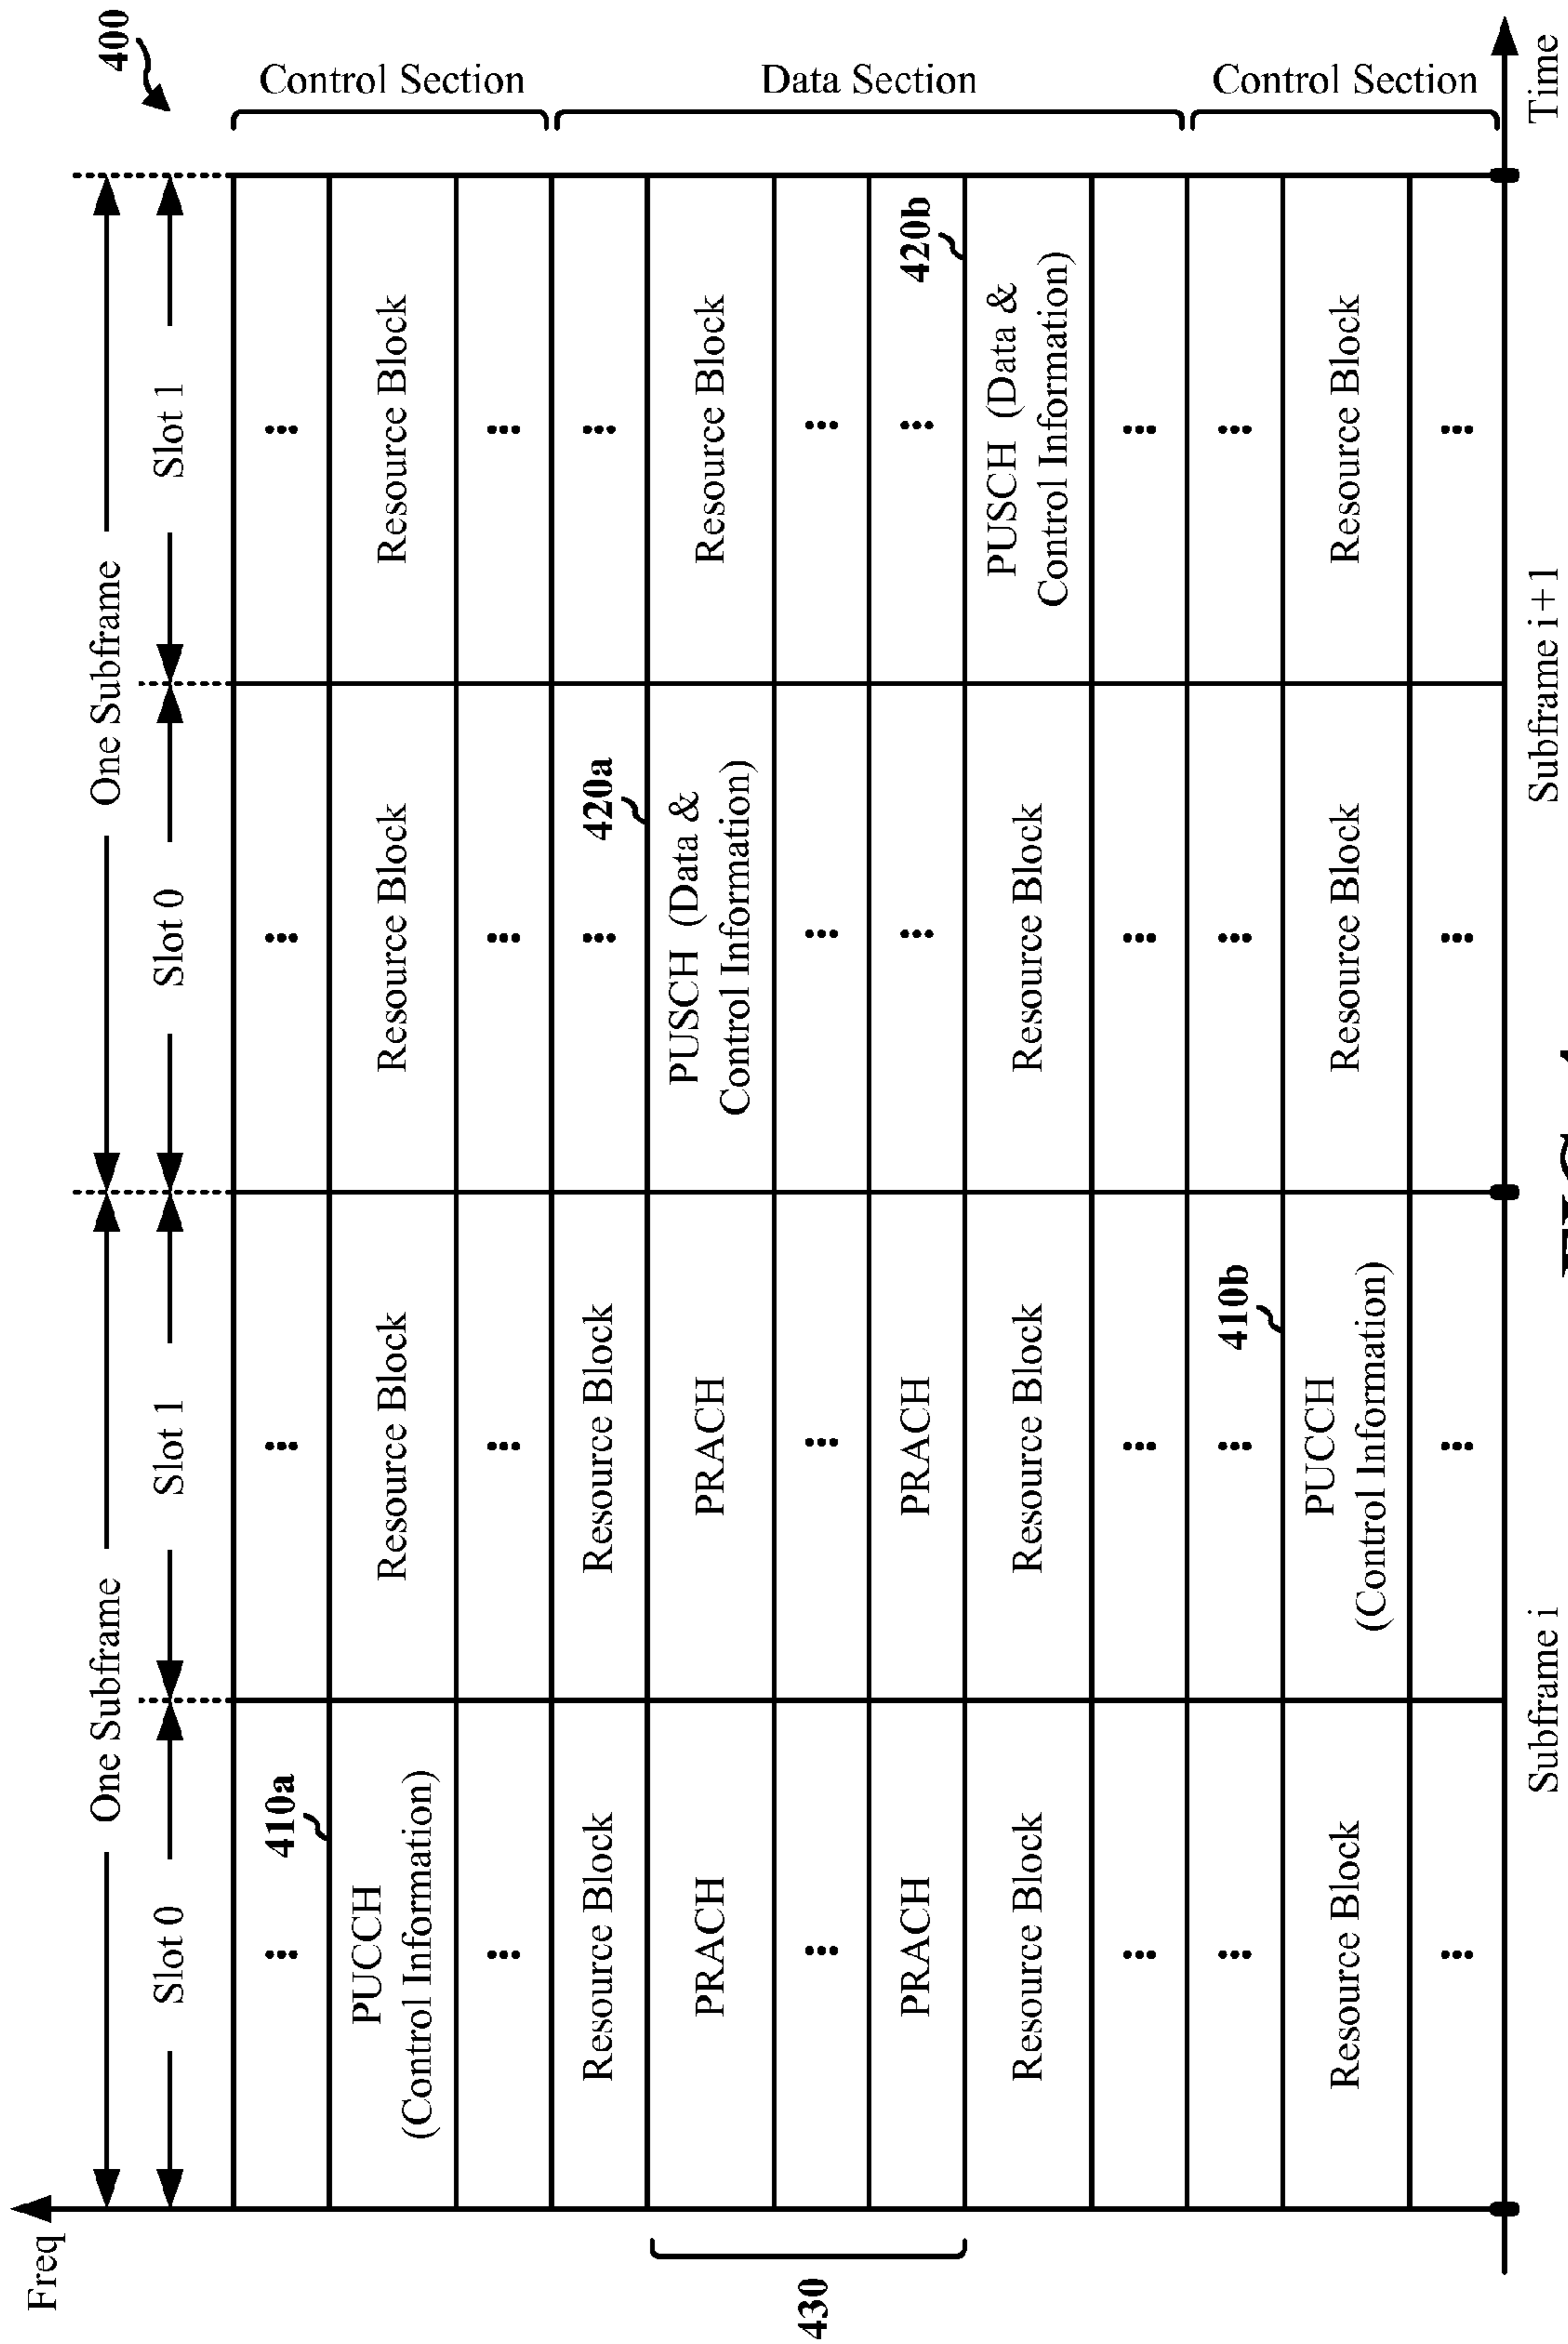 400
Freq
One Subframe
One Subframe
Slot 0
Slot 1
Slot 0
Slot 1
410a
Control Section
PUCCH
(Control Information)
Resource Block
Resource Block
Resource Block
Resource Block
Resource Block
420a
430
PRACH
PRACH
PUSCH (Data &
Control Information)
Resource Block
Data Section
PRACH
PRACH
420b
Resource Block
Resource Block
Resource Block
PUSCH (Data &
Control Information)
410b
Control Section
Resource Block
PUCCH
(Control Information)
Resource Block
Resource Block
Subframe i
Subframe i+1
Time